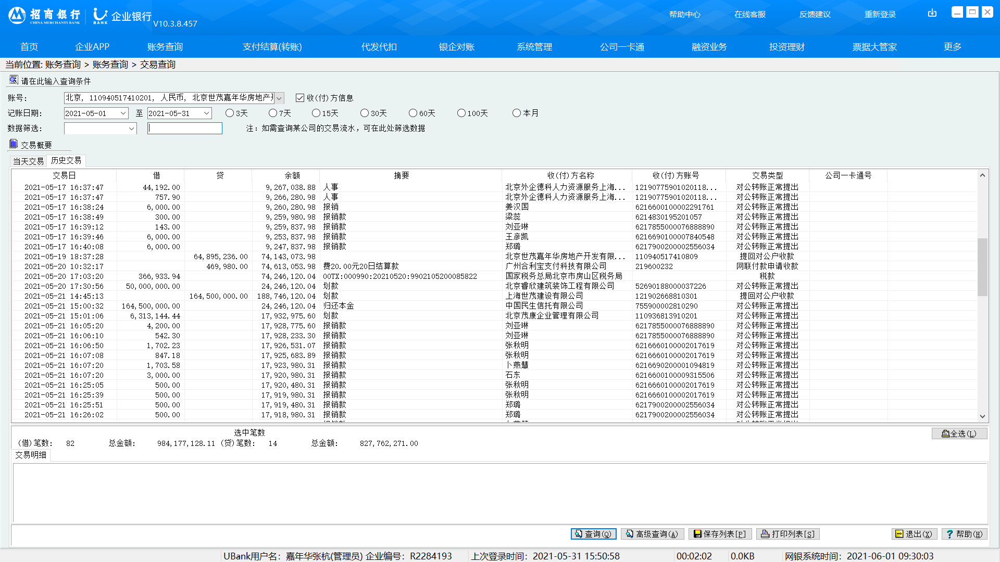 招商银行 CHINA MERCHANTS BANK U BANK 企业银行 V10.3.8.457 帮助中心 在线客服 反馈建议 重新登录
首页 企业APP 账务查询 支付结算(转账) 代发代扣 银企对账 系统管理 公司一卡通 融资业务 投资理财 票据大管家 更多
当前位置: 账务查询 > 账务查询 > 交易查询
请在此输入查询条件
账号: 北京, 110940517410201, 人民币, 北京世茂嘉年华房地产开 收(付)方信息
记账日期: 2021-05-01 至 2021-05-31 3天 7天 15天 30天 60天 100天 本月
数据筛选: 注：如需查询某公司的交易流水，可在此处筛选数据
交易概要
当天交易 历史交易
交易日 借 贷 余额 摘要 收(付)方名称 收(付)方账号 交易类型 公司一卡通号
2021-05-17 16:37:47 44,192.00 9,267,038.88 人事 北京外企德科人力资源服务上海... 12190775901020118... 对公转账正常提出
2021-05-17 16:37:47 757.90 9,266,280.98 人事 北京外企德科人力资源服务上海... 12190775901020118... 对公转账正常提出
2021-05-17 16:38:24 6,000.00 9,260,280.98 报销 姜汉国 6216600100002291761 对公转账正常提出
2021-05-17 16:38:49 300.00 9,259,980.98 报销款 梁蕊 6214830195201057 对公转账正常提出
2021-05-17 16:39:12 143.00 9,259,837.98 报销款 刘亚琳 6217855000076888890 对公转账正常提出
2021-05-17 16:39:46 6,000.00 9,253,837.98 报销款 王彦凯 6216690100007840548 对公转账正常提出
2021-05-17 16:40:08 6,000.00 9,247,837.98 报销款 郑璐 6217900200002556034 对公转账正常提出
2021-05-19 18:37:28 64,895,236.00 74,143,073.98 北京世茂嘉年华房地产开发有限... 110940517410809 提回对公户收款
2021-05-20 10:32:17 469,980.00 74,613,053.98 费20.00元20日结算款 广州合利宝支付科技有限公司 219600232 网联付款申请收款
2021-05-20 17:03:20 366,933.94 74,246,120.04 00TX:000990:20210520:9902105200085822 国家税务总局北京市房山区税务局 税款
2021-05-20 17:30:56 50,000,000.00 24,246,120.04 划款 北京睿欣建筑装饰工程有限公司 52690188000037226 对公转账正常提出
2021-05-21 14:45:13 164,500,000.00 188,746,120.04 划款 上海世茂建设有限公司 121902668810301 提回对公户收款
2021-05-21 15:00:32 164,500,000.00 24,246,120.04 归还本金 中国民生信托有限公司 755900002810290 对公转账正常提出
2021-05-21 15:01:06 6,313,144.44 17,932,975.60 划款 北京茂康企业管理有限公司 110936813910201 对公转账正常提出
2021-05-21 16:05:20 4,200.00 17,928,775.60 报销款 刘亚琳 6217855000076888890 对公转账正常提出
2021-05-21 16:06:10 542.30 17,928,233.30 报销款 刘亚琳 6217855000076888890 对公转账正常提出
2021-05-21 16:06:50 1,702.23 17,926,531.07 报销款 张秋明 6216660100002017619 对公转账正常提出
2021-05-21 16:07:08 847.18 17,925,683.89 报销款 张秋明 6216660100002017619 对公转账正常提出
2021-05-21 16:07:20 1,703.58 17,923,980.31 报销款 卜燕慧 6216690200001094819 对公转账正常提出
2021-05-21 16:07:20 3,000.00 17,920,980.31 报销款 石东 6216600100009315506 对公转账正常提出
2021-05-21 16:25:05 500.00 17,920,480.31 报销款 张秋明 6216660100002017619 对公转账正常提出
2021-05-21 16:25:39 500.00 17,919,980.31 报销款 张秋明 6216660100002017619 对公转账正常提出
2021-05-21 16:25:51 500.00 17,919,480.31 报销款 郑璐 6217900200002556034 对公转账正常提出
2021-05-21 16:26:02 500.00 17,918,980.31 报销款 郑璐 6217900200002556034 对公转账正常提出
选中笔数 全选(L)
(借)笔数: 82 总金额: 984,177,128.11 (贷)笔数: 14 总金额: 827,762,271.00
交易明细
查询(Q) 高级查询(A) 保存列表[P] 打印列表[S] 退出(X) 帮助(H)
UBank用户名: 嘉年华张杭(管理员) 企业编号: R2284193 上次登录时间: 2021-05-31 15:50:58 00:02:02 0.0KB 网银系统时间: 2021-06-01 09:30:03